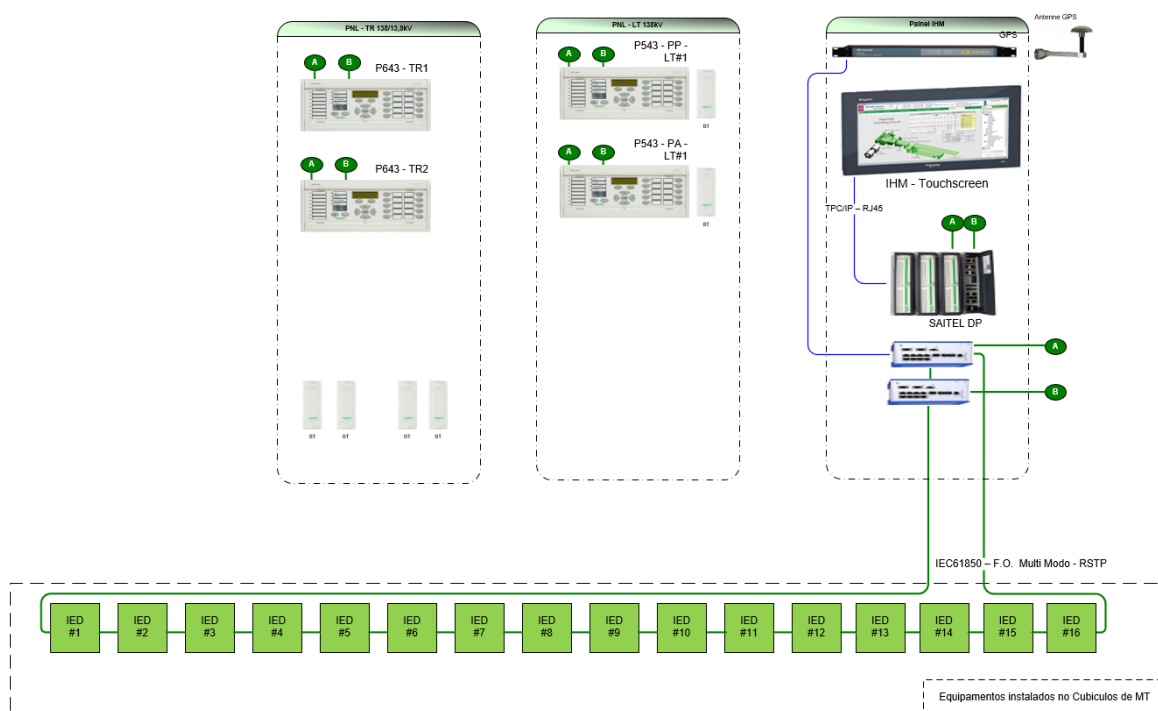 PNL - TR 138/13,8kV
A
B
P643 - TR1
A
B
P643 - TR2
BT
BT
BT
BT
PNL - LT 138kV
A
B
P543 - PP -
LT#1
BT
A
B
P543 - PA -
LT#1
BT
Painel IHM
Antenne GPS
GPS
IHM - Touchscreen
TPC/IP – RJ45
A
B
SAITEL DP
A
B
IEC61850 – F.O. Multi Modo - RSTP
IED
#1
IED
#2
IED
#3
IED
#4
IED
#5
IED
#6
IED
#7
IED
#8
IED
#9
IED
#10
IED
#11
IED
#12
IED
#13
IED
#14
IED
#15
IED
#16
Equipamentos instalados no Cubiculos de MT